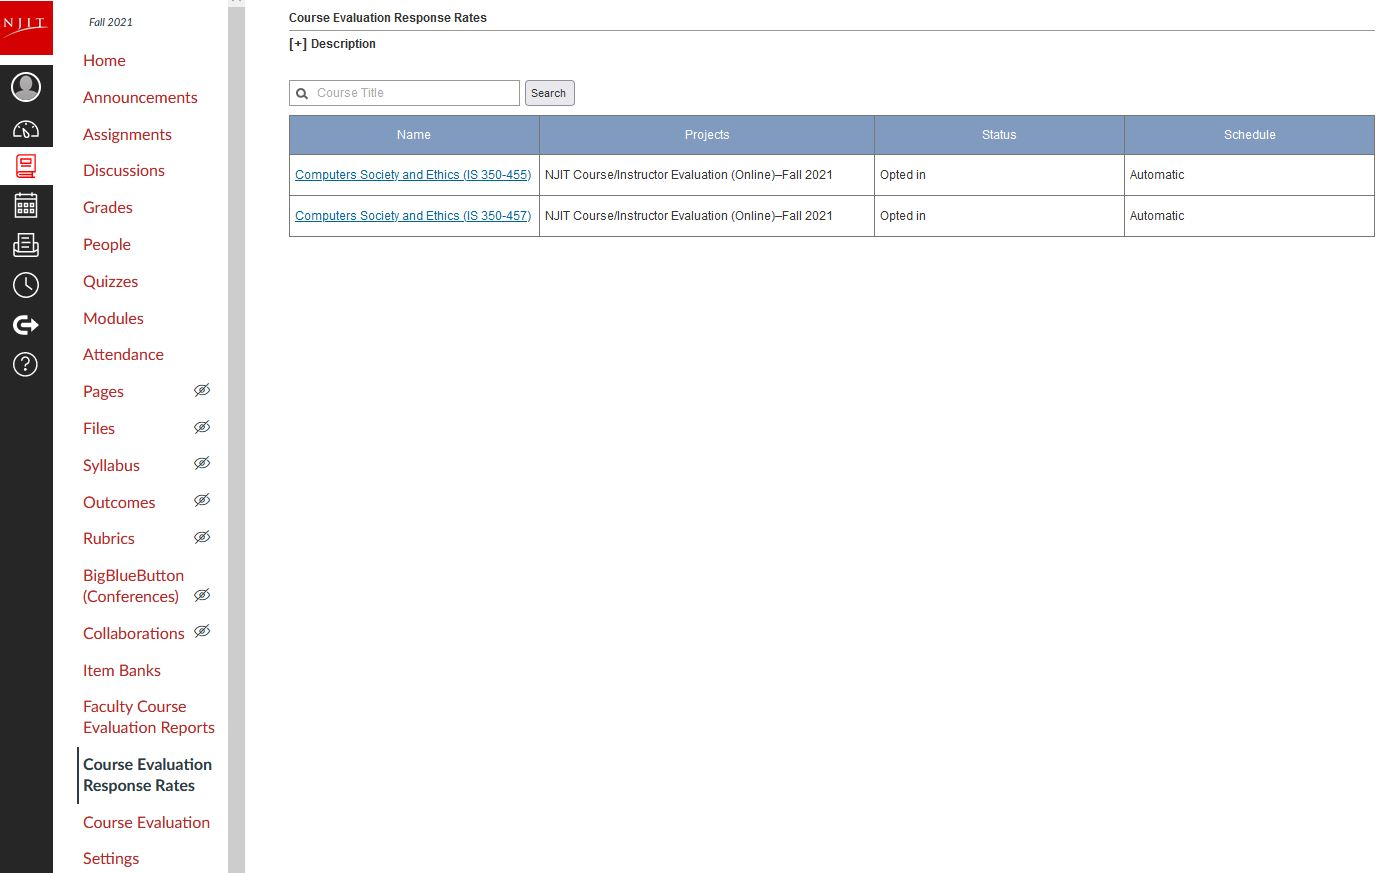 NJIT
Fall 2021
Home
Announcements
Assignments
Discussions
Grades
People
Quizzes
Modules
Attendance
Pages
Files
Syllabus
Outcomes
Rubrics
BigBlueButton
(Conferences)
Collaborations
Item Banks
Faculty Course
Evaluation Reports
Course Evaluation
Response Rates
Course Evaluation
Settings
Course Evaluation Response Rates
[+] Description
Course Title Search
Name Projects Status Schedule
Computers Society and Ethics (IS 350-455) NJIT Course/Instructor Evaluation (Online)–Fall 2021 Opted in Automatic
Computers Society and Ethics (IS 350-457) NJIT Course/Instructor Evaluation (Online)–Fall 2021 Opted in Automatic